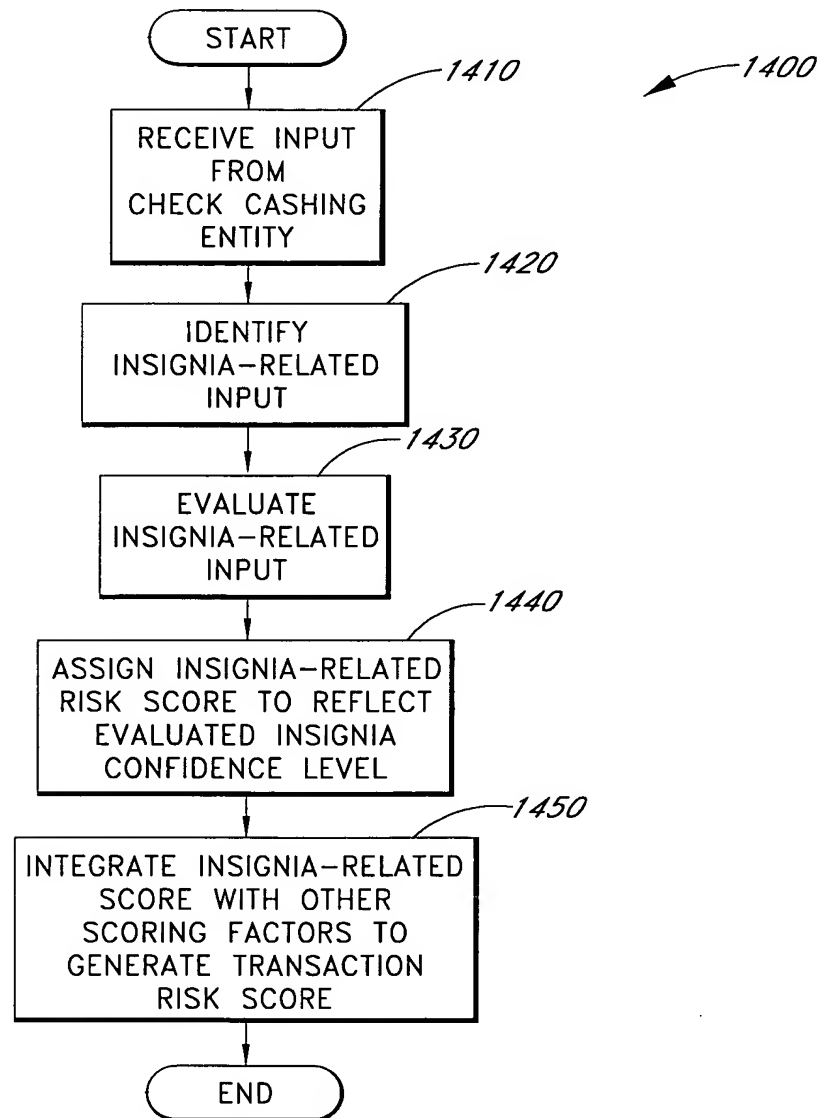 START
1410
1400
RECEIVE INPUT
FROM
CHECK CASHING
ENTITY
1420
IDENTIFY
INSIGNIA-RELATED
INPUT
1430
EVALUATE
INSIGNIA-RELATED
INPUT
1440
ASSIGN INSIGNIA-RELATED
RISK SCORE TO REFLECT
EVALUATED INSIGNIA
CONFIDENCE LEVEL
1450
INTEGRATE INSIGNIA-RELATED
SCORE WITH OTHER
SCORING FACTORS TO
GENERATE TRANSACTION
RISK SCORE
END